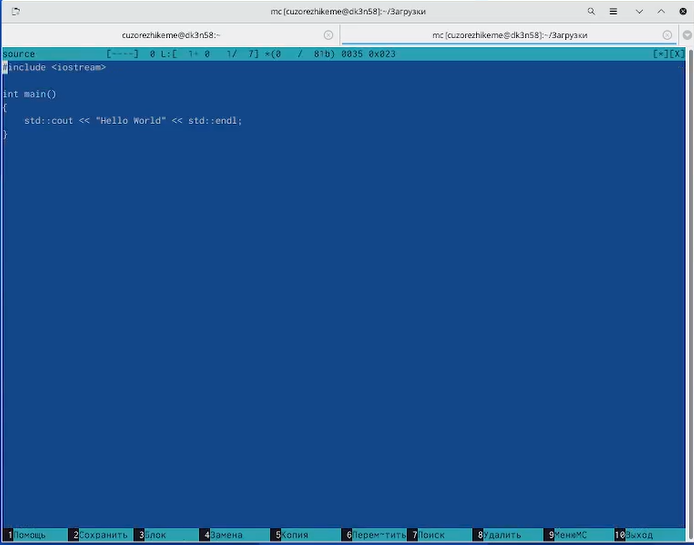 mc [cuzorezhikeme@dk3n58]:~/Загрузки
cuzorezhikeme@dk3n58:~
mc [cuzorezhikeme@dk3n58]:~/Загрузки
source [----] 0 L:[ 1+ 0 1/ 7] *(0 / 81b) 0035 0x023 [*][X]
#include <iostream>
int main()
{
std::cout << "Hello World" << std::endl;
}
1Помощь 2Сохранить 3Блок 4Замена 5Копия 6Перем~тить 7Поиск 8Удалить 9МенюMC 10Выход